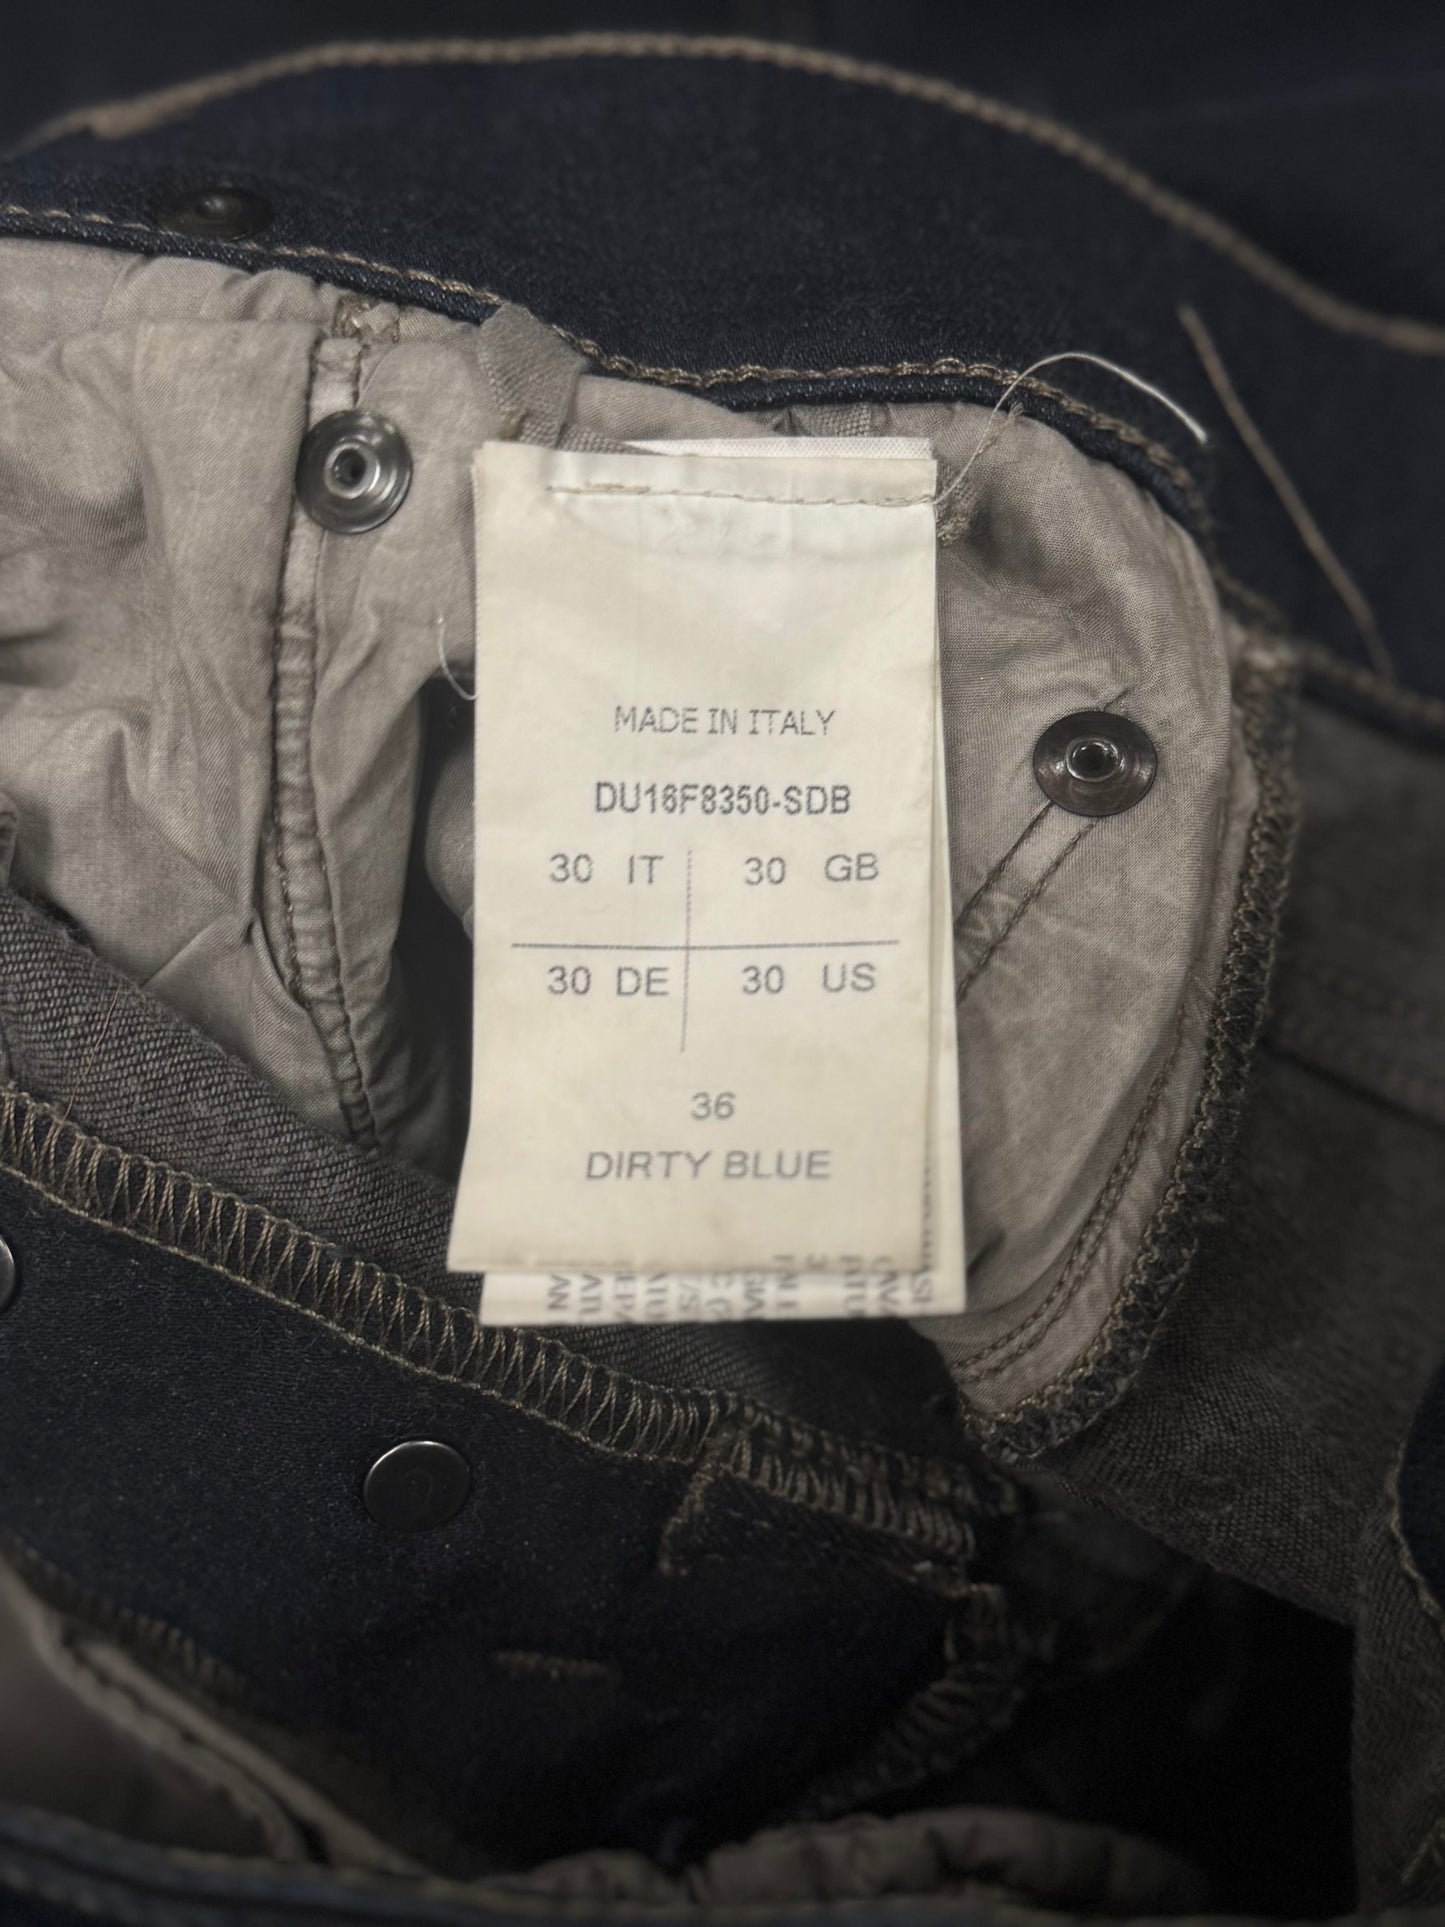 MADE IN ITALY
DU16F8350-SDB
30 IT 30 GB
30 DE 30 US
36
DIRTY BLUE